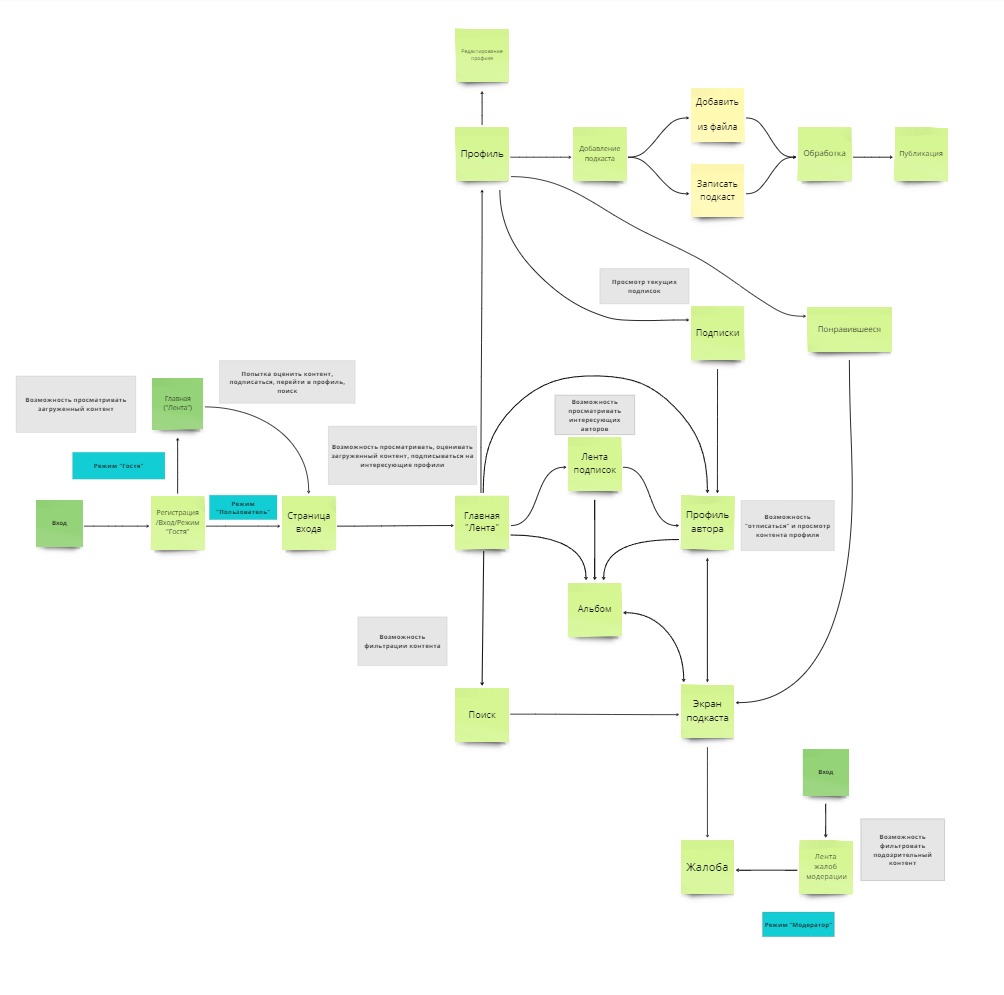 Редактирование
профиля
Профиль
Добавление
подкаста
Добавить
из файла
Записать
подкаст
Обработка
Публикация
Просмотр текущих
подписок
Подписки
Понравившееся
Возможность просматривать
загруженный контент
Главная
("Лента")
Попытка оценить контент,
подписаться, перейти в профиль,
поиск
Режим "Гостя"
Возможность просматривать, оценивать
загруженный контент, подписываться на
интересующие профили
Возможность
просматривать
интересующих
авторов
Лента
подписок
Вход
Регистрация
/Вход/Режим
"Гостя"
Режим
"Пользователь"
Страница
входа
Главная
"Лента"
Профиль
автора
Возможность
"отписаться" и просмотр
контента профиля
Альбом
Возможность
фильтрации контента
Поиск
Экран
подкаста
Вход
Жалоба
Лента
жалоб
модерации
Возможность
фильтровать
подозрительный
контент
Режим "Модератор"